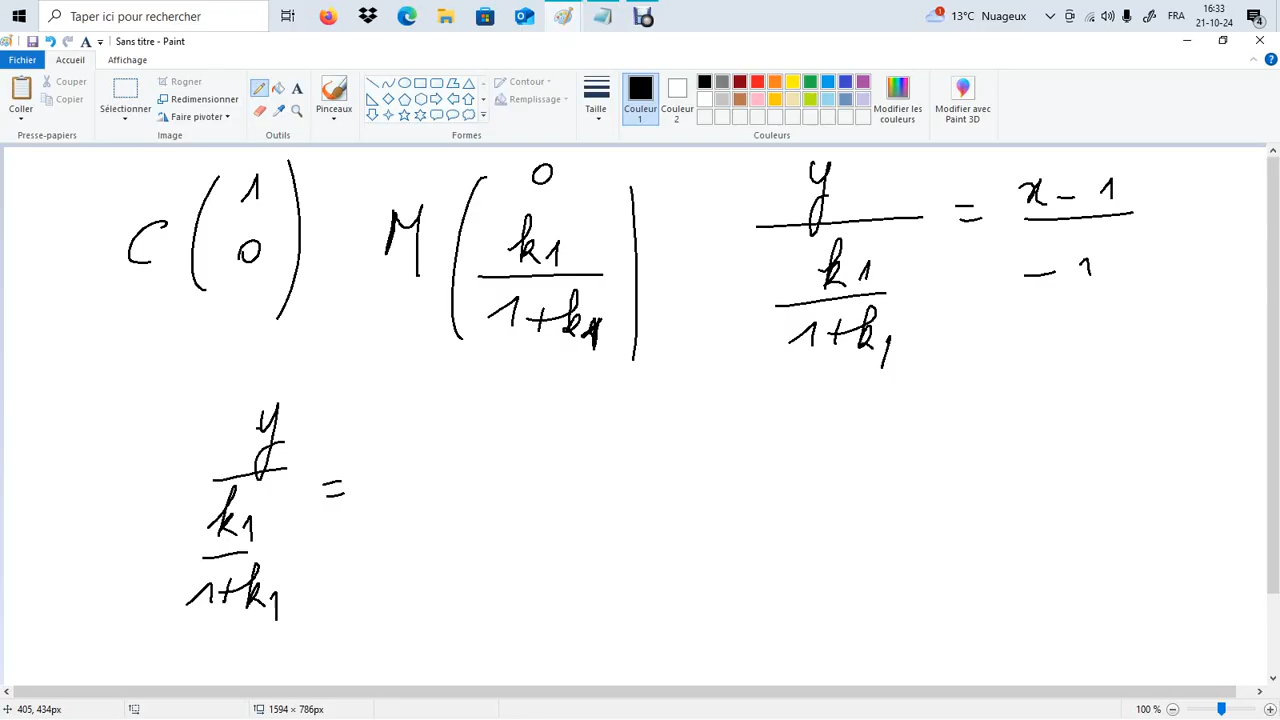 Taper ici pour rechercher
13°C Nuageux
FRA
16:33
21-10-24
4
Sans titre - Paint
Fichier Accueil Affichage
Coller
Couper
Copier
Presse-papiers
Sélectionner
Rogner
Redimensionner
Faire pivoter
Image
A
Outils
Pinceaux
Contour
Remplissage
Formes
Taille
Couleur 1
Couleur 2
Modifier les couleurs
Couleurs
Modifier avec Paint 3D
C ( 1
0 )
M ( 0
k1
1+k1 )
y
k1
1+k1
=
x - 1
- 1
y
k1
1+k1
=
405, 434px
1594 × 786px
100 %